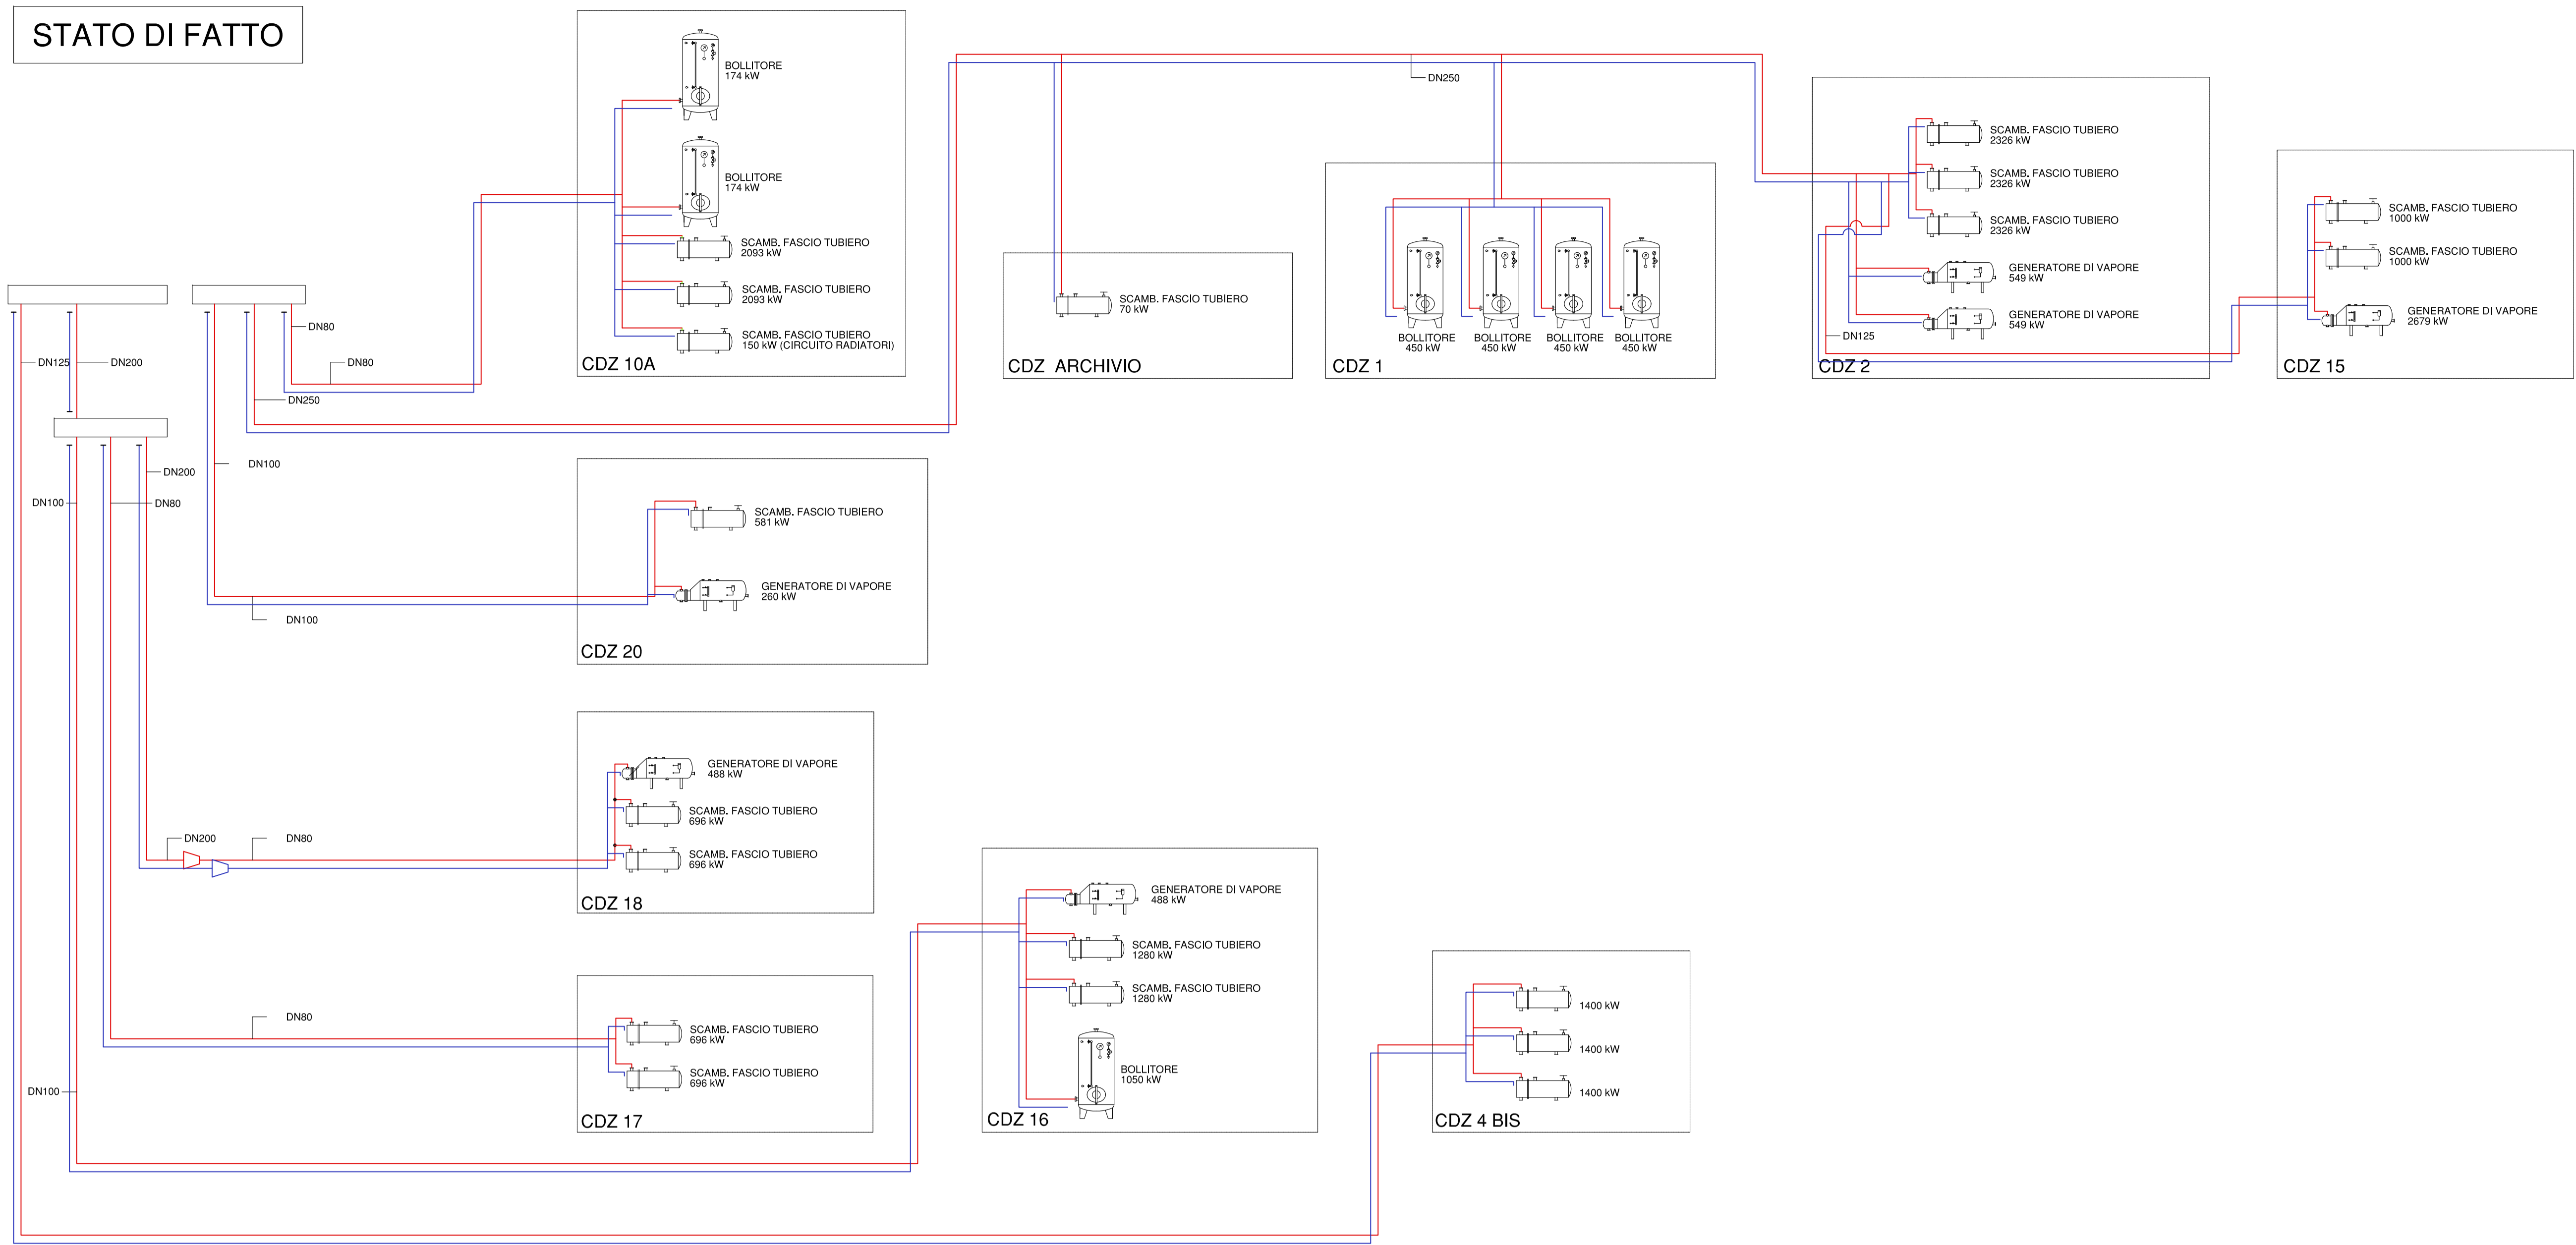 STATO DI FATTO
BOLLITORE
174 kW
BOLLITORE
174 kW
SCAMB. FASCIO TUBIERO
2093 kW
SCAMB. FASCIO TUBIERO
2093 kW
SCAMB. FASCIO TUBIERO
150 kW (CIRCUITO RADIATORI)
CDZ 10A
DN250
SCAMB. FASCIO TUBIERO
70 kW
CDZ  ARCHIVIO
BOLLITORE
450 kW
BOLLITORE
450 kW
BOLLITORE
450 kW
BOLLITORE
450 kW
CDZ 1
SCAMB. FASCIO TUBIERO
2326 kW
SCAMB. FASCIO TUBIERO
2326 kW
SCAMB. FASCIO TUBIERO
2326 kW
GENERATORE DI VAPORE
549 kW
GENERATORE DI VAPORE
549 kW
DN125
CDZ 2
SCAMB. FASCIO TUBIERO
1000 kW
SCAMB. FASCIO TUBIERO
1000 kW
GENERATORE DI VAPORE
2679 kW
CDZ 15
DN80
DN125
DN200
DN80
DN250
DN100
DN200
DN100
DN80
SCAMB. FASCIO TUBIERO
581 kW
GENERATORE DI VAPORE
260 kW
DN100
CDZ 20
GENERATORE DI VAPORE
488 kW
SCAMB. FASCIO TUBIERO
696 kW
SCAMB. FASCIO TUBIERO
696 kW
DN200
DN80
CDZ 18
GENERATORE DI VAPORE
488 kW
SCAMB. FASCIO TUBIERO
1280 kW
SCAMB. FASCIO TUBIERO
1280 kW
BOLLITORE
1050 kW
CDZ 16
DN80
SCAMB. FASCIO TUBIERO
696 kW
SCAMB. FASCIO TUBIERO
696 kW
CDZ 17
DN100
1400 kW
1400 kW
1400 kW
CDZ 4 BIS